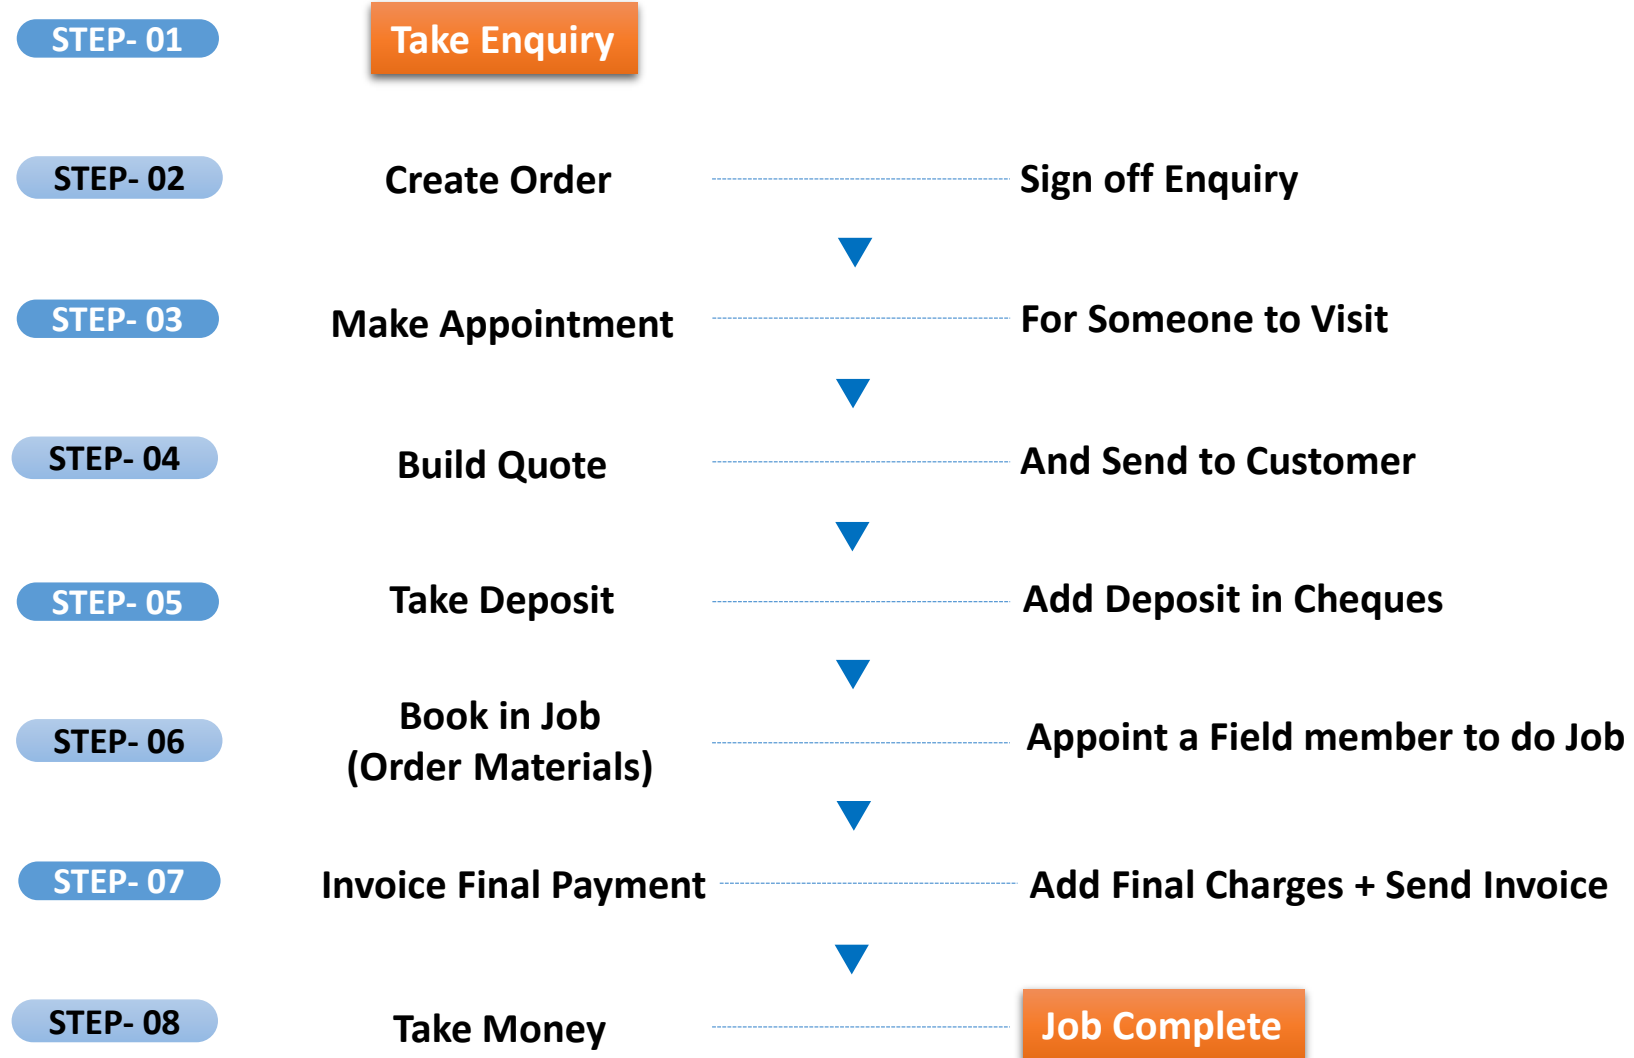 STEP- 01
Take Enquiry
STEP- 02
Create Order
Sign off Enquiry
STEP- 03
Make Appointment
For Someone to Visit
STEP- 04
Build Quote
And Send to Customer
STEP- 05
Take Deposit
Add Deposit in Cheques
STEP- 06
Book in Job
(Order Materials)
Appoint a Field member to do Job
STEP- 07
Invoice Final Payment
Add Final Charges + Send Invoice
STEP- 08
Take Money
Job Complete